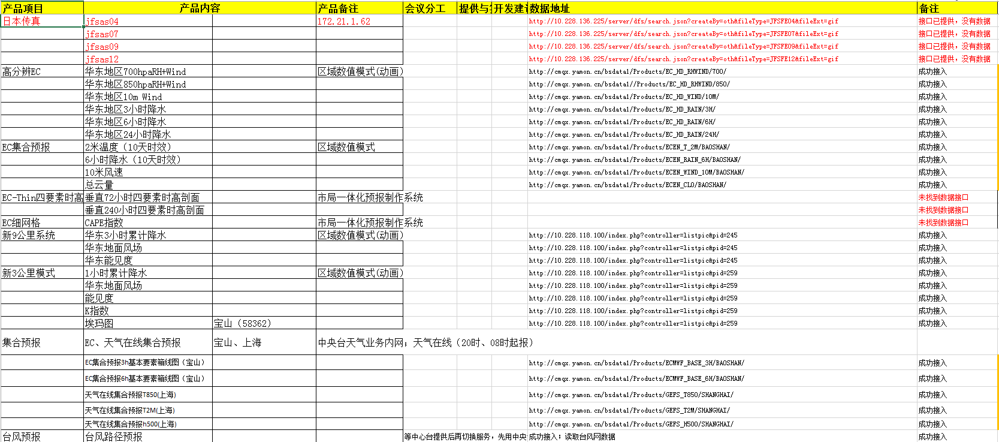 产品项目 产品内容 产品备注 会议分工 提供与 开发建 数据地址 备注
日本传真 jfsas04 172.21.1.62 http://10.228.136.225/server/dfs/search.json?createBy=oth&fileType=JFSFE04&fileExt=gif 接口已提供，没有数据
jfsas07 http://10.228.136.225/server/dfs/search.json?createBy=oth&fileType=JFSFE07&fileExt=gif 接口已提供，没有数据
jfsas09 http://10.228.136.225/server/dfs/search.json?createBy=oth&fileType=JFSFE09&fileExt=gif 接口已提供，没有数据
jfsas12 http://10.228.136.225/server/dfs/search.json?createBy=oth&fileType=JFSFE12&fileExt=gif 接口已提供，没有数据
高分辨EC 华东地区700hpaRH+Wind 区域数值模式(动画) http://cmqx.yamon.cn/bsdata1/Products/EC_HD_RHWIND/700/ 成功接入
华东地区850hpaRH+Wind http://cmqx.yamon.cn/bsdata1//Products/EC_HD_RHWIND/850/ 成功接入
华东地区10m Wind http://cmqx.yamon.cn/bsdata1/Products/EC_HD_WIND/10M/ 成功接入
华东地区3小时降水 http://cmqx.yamon.cn/bsdata1/Products/EC_HD_RAIN/3H/ 成功接入
华东地区6小时降水 http://cmqx.yamon.cn/bsdata1/Products/EC_HD_RAIN/6H/ 成功接入
华东地区24小时降水 http://cmqx.yamon.cn/bsdata1/Products/EC_HD_RAIN/24H/ 成功接入
EC集合预报 2米温度（10天时效） 区域数值模式 http://cmqx.yamon.cn/bsdata1/Products/ECEN_T_2M/BAOSHAN/ 成功接入
6小时降水（10天时效） http://cmqx.yamon.cn/bsdata1/Products/ECEN_RAIN_6H/BAOSHAN/ 成功接入
10米风速 http://cmqx.yamon.cn/bsdata1/Products/ECEN_WIND_10M/BAOSHAN/ 成功接入
总云量 http://cmqx.yamon.cn/bsdata1/Products/ECEN_CLO/BAOSHAN/ 成功接入
EC-Thin四要素时高 垂直72小时四要素时高剖面 市局一体化预报制作系统 未找到数据接口
垂直240小时四要素时高剖面 未找到数据接口
EC细网格 CAPE指数 市局一体化预报制作系统 未找到数据接口
新9公里系统 华东3小时累计降水 区域数值模式(动画) http://10.228.118.100/index.php?controller=listpic&pid=245 成功接入
华东地面风场 http://10.228.118.100/index.php?controller=listpic&pid=245 成功接入
华东能见度 http://10.228.118.100/index.php?controller=listpic&pid=245 成功接入
新3公里模式 1小时累计降水 区域数值模式(动画) http://10.228.118.100/index.php?controller=listpic&pid=259 成功接入
华东地面风场 http://10.228.118.100/index.php?controller=listpic&pid=259 成功接入
能见度 http://10.228.118.100/index.php?controller=listpic&pid=259 成功接入
K指数 http://10.228.118.100/index.php?controller=listpic&pid=259 成功接入
埃玛图 宝山（58362） http://10.228.118.100/index.php?controller=listpic&pid=259 成功接入
集合预报 EC、天气在线集合预报 宝山、上海 中央台天气业务内网；天气在线（20时、08时起报）
EC集合预报3h基本要素箱线图（宝山） http://cmqx.yamon.cn/bsdata1/Products/ECMWF_BASE_3H/BAOSHAN/ 成功接入
EC集合预报6h基本要素箱线图（宝山） http://cmqx.yamon.cn/bsdata1/Products/ECMWF_BASE_6H/BAOSHAN/ 成功接入
天气在线集合预报T850(上海) http://cmqx.yamon.cn/bsdata1/Products/GEFS_T850/SHANGHAI/ 成功接入
天气在线集合预报T2M(上海) http://cmqx.yamon.cn/bsdata1/Products/GEFS_T2M/SHANGHAI/ 成功接入
天气在线集合预报h500(上海) http://cmqx.yamon.cn/bsdata1/Products/GEFS_H500/SHANGHAI/ 成功接入
台风预报 台风路径预报 等中心台提供后再切换服务，先用中央 成功接入；读取台风网数据 成功接入